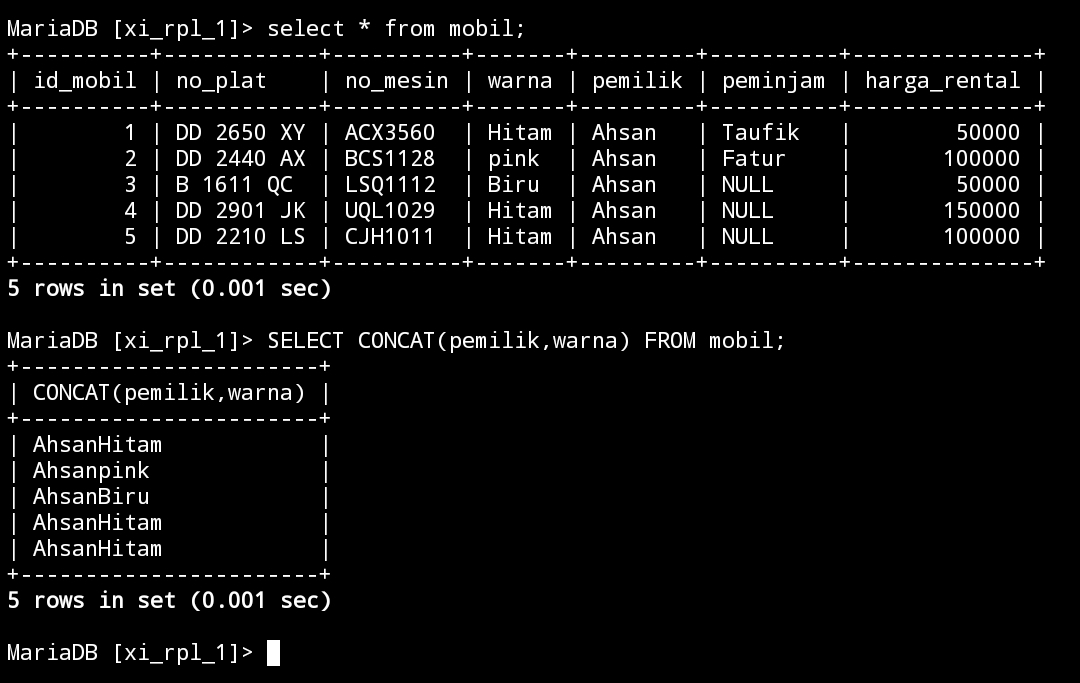 MariaDB [xi_rpl_1]> select * from mobil;
+----------+------------+----------+-------+---------+----------+--------------+
| id_mobil | no_plat    | no_mesin | warna | pemilik | peminjam | harga_rental |
+----------+------------+----------+-------+---------+----------+--------------+
|        1 | DD 2650 XY | ACX3560  | Hitam | Ahsan   | Taufik   |        50000 |
|        2 | DD 2440 AX | BCS1128  | pink  | Ahsan   | Fatur    |       100000 |
|        3 | B 1611 QC  | LSQ1112  | Biru  | Ahsan   | NULL     |        50000 |
|        4 | DD 2901 JK | UQL1029  | Hitam | Ahsan   | NULL     |       150000 |
|        5 | DD 2210 LS | CJH1011  | Hitam | Ahsan   | NULL     |       100000 |
+----------+------------+----------+-------+---------+----------+--------------+
5 rows in set (0.001 sec)
MariaDB [xi_rpl_1]> SELECT CONCAT(pemilik,warna) FROM mobil;
+-----------------------+
| CONCAT(pemilik,warna) |
+-----------------------+
| AhsanHitam            |
| Ahsanpink             |
| AhsanBiru             |
| AhsanHitam            |
| AhsanHitam            |
+-----------------------+
5 rows in set (0.001 sec)
MariaDB [xi_rpl_1]>